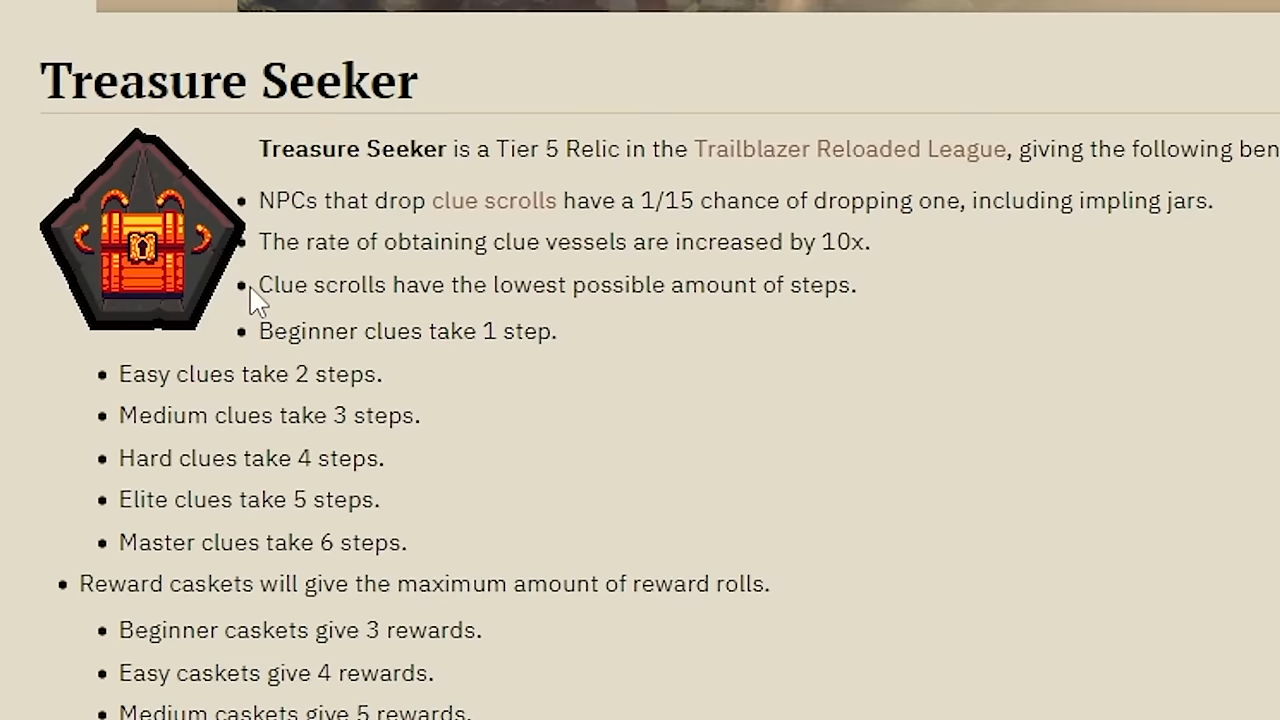 Treasure Seeker
Treasure Seeker is a Tier 5 Relic in the Trailblazer Reloaded League, giving the following ben
NPCs that drop clue scrolls have a 1/15 chance of dropping one, including impling jars.
The rate of obtaining clue vessels are increased by 10x.
Clue scrolls have the lowest possible amount of steps.
Beginner clues take 1 step.
Easy clues take 2 steps.
Medium clues take 3 steps.
Hard clues take 4 steps.
Elite clues take 5 steps.
Master clues take 6 steps.
Reward caskets will give the maximum amount of reward rolls.
Beginner caskets give 3 rewards.
Easy caskets give 4 rewards.
Medium caskets give 5 rewards.